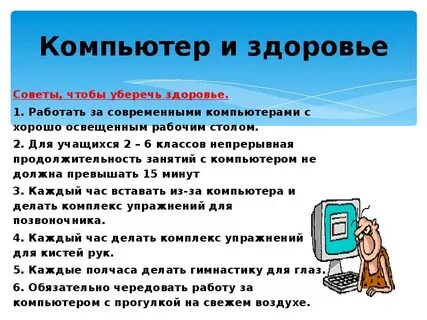 Компьютер и здоровье
Советы, чтобы уберечь здоровье.
1. Работать за современными компьютерами с
хорошо освещенным рабочим столом.
2. Для учащихся 2 – 6 классов непрерывная
продолжительность занятий с компьютером не
должна превышать 15 минут
3. Каждый час вставать из-за компьютера и
делать комплекс упражнений для
позвоночника.
4. Каждый час делать комплекс упражнений
для кистей рук.
5. Каждые полчаса делать гимнастику для глаз.
6. Обязательно чередовать работу за
компьютером с прогулкой на свежем воздухе.